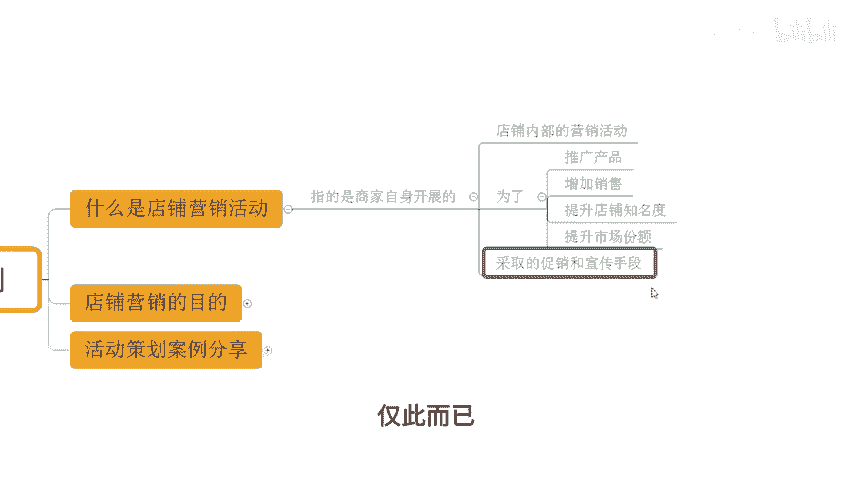 bilibili
店铺内部的营销活动
推广产品
增加销售
什么是店铺营销活动
指的是商家自身开展的
为了
提升店铺知名度
提升市场份额
采取的促销和宣传手段
店铺营销的目的
活动策划案例分享
仅此而已